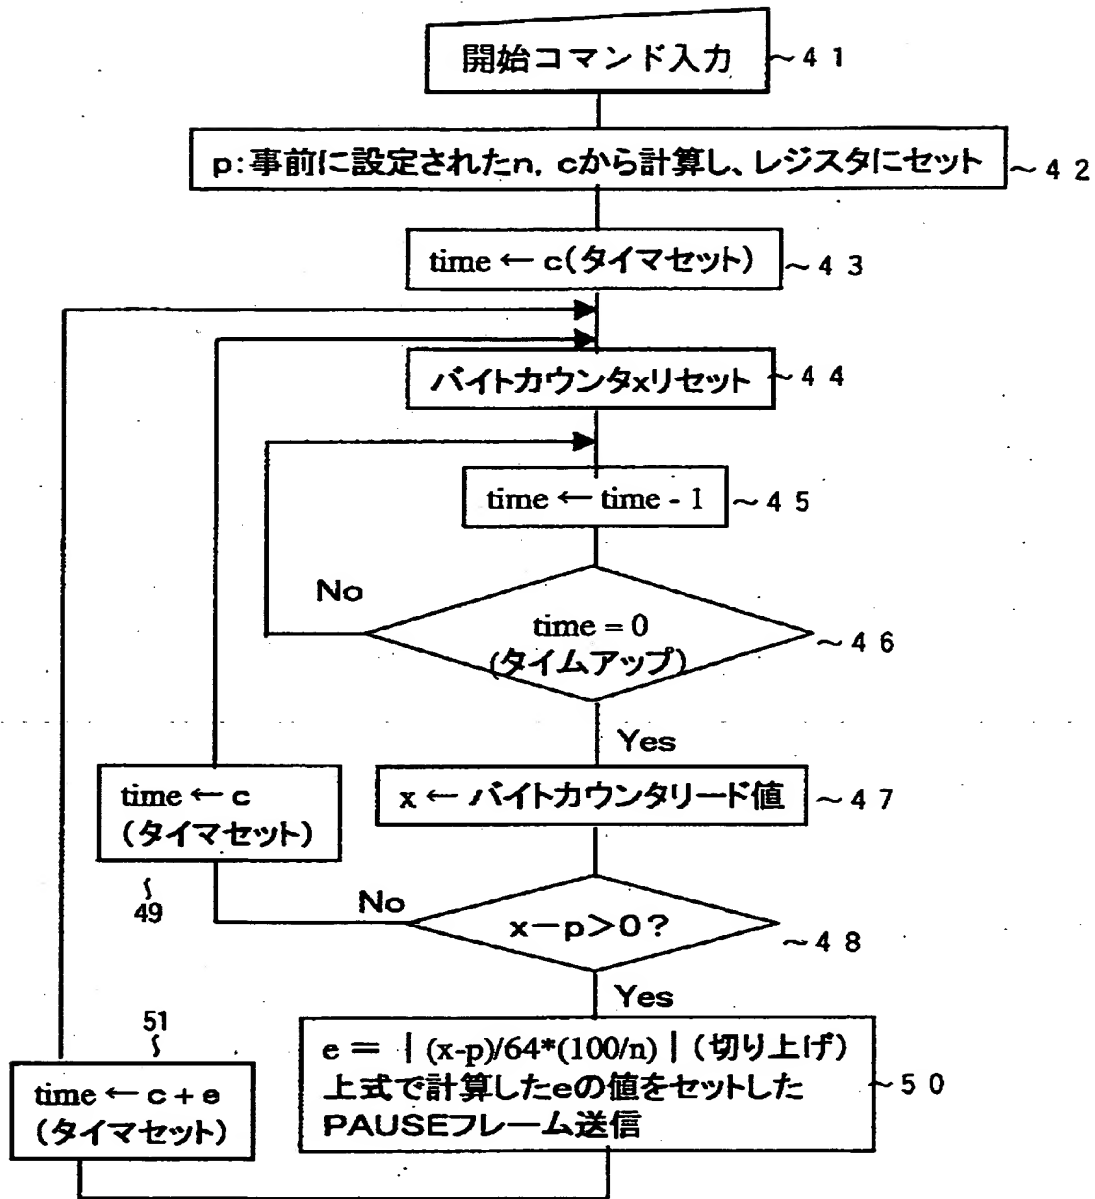 開始コマンド入力 ~41
p:事前に設定されたn, cから計算し、レジスタにセット ~42
time ← c(タイマセット) ~43
バイトカウンタxリセット ~44
time ← time - 1 ~45
No
time = 0
(タイムアップ)
~46
Yes
time ← c
(タイマセット)
49
x ← バイトカウンタリード値 ~47
No
x-p>0?
~48
Yes
51
time ← c + e
(タイマセット)
e = | (x-p)/64*(100/n) | (切り上げ)
上式で計算したeの値をセットした
PAUSEフレーム送信
~50